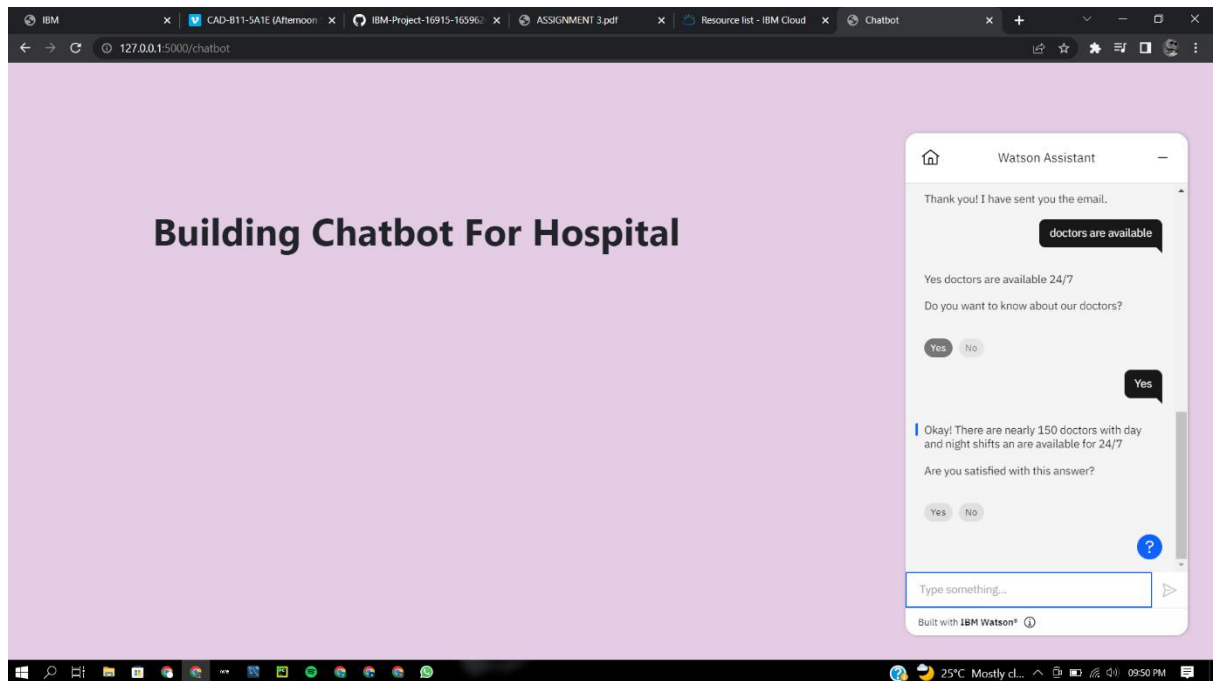 IBM
CAD-B11-5A1E (Afternoon
IBM-Project-16915-165962
ASSIGNMENT 3.pdf
Resource list - IBM Cloud
Chatbot
127.0.0.1:5000/chatbot
Building Chatbot For Hospital
Watson Assistant
Thank you! I have sent you the email.
doctors are available
Yes doctors are available 24/7
Do you want to know about our doctors?
Yes No
Yes
Okay! There are nearly 150 doctors with day
and night shifts an are available for 24/7
Are you satisfied with this answer?
Yes No
?
Type something...
Built with IBM Watson®
25°C Mostly cl... 09:50 PM